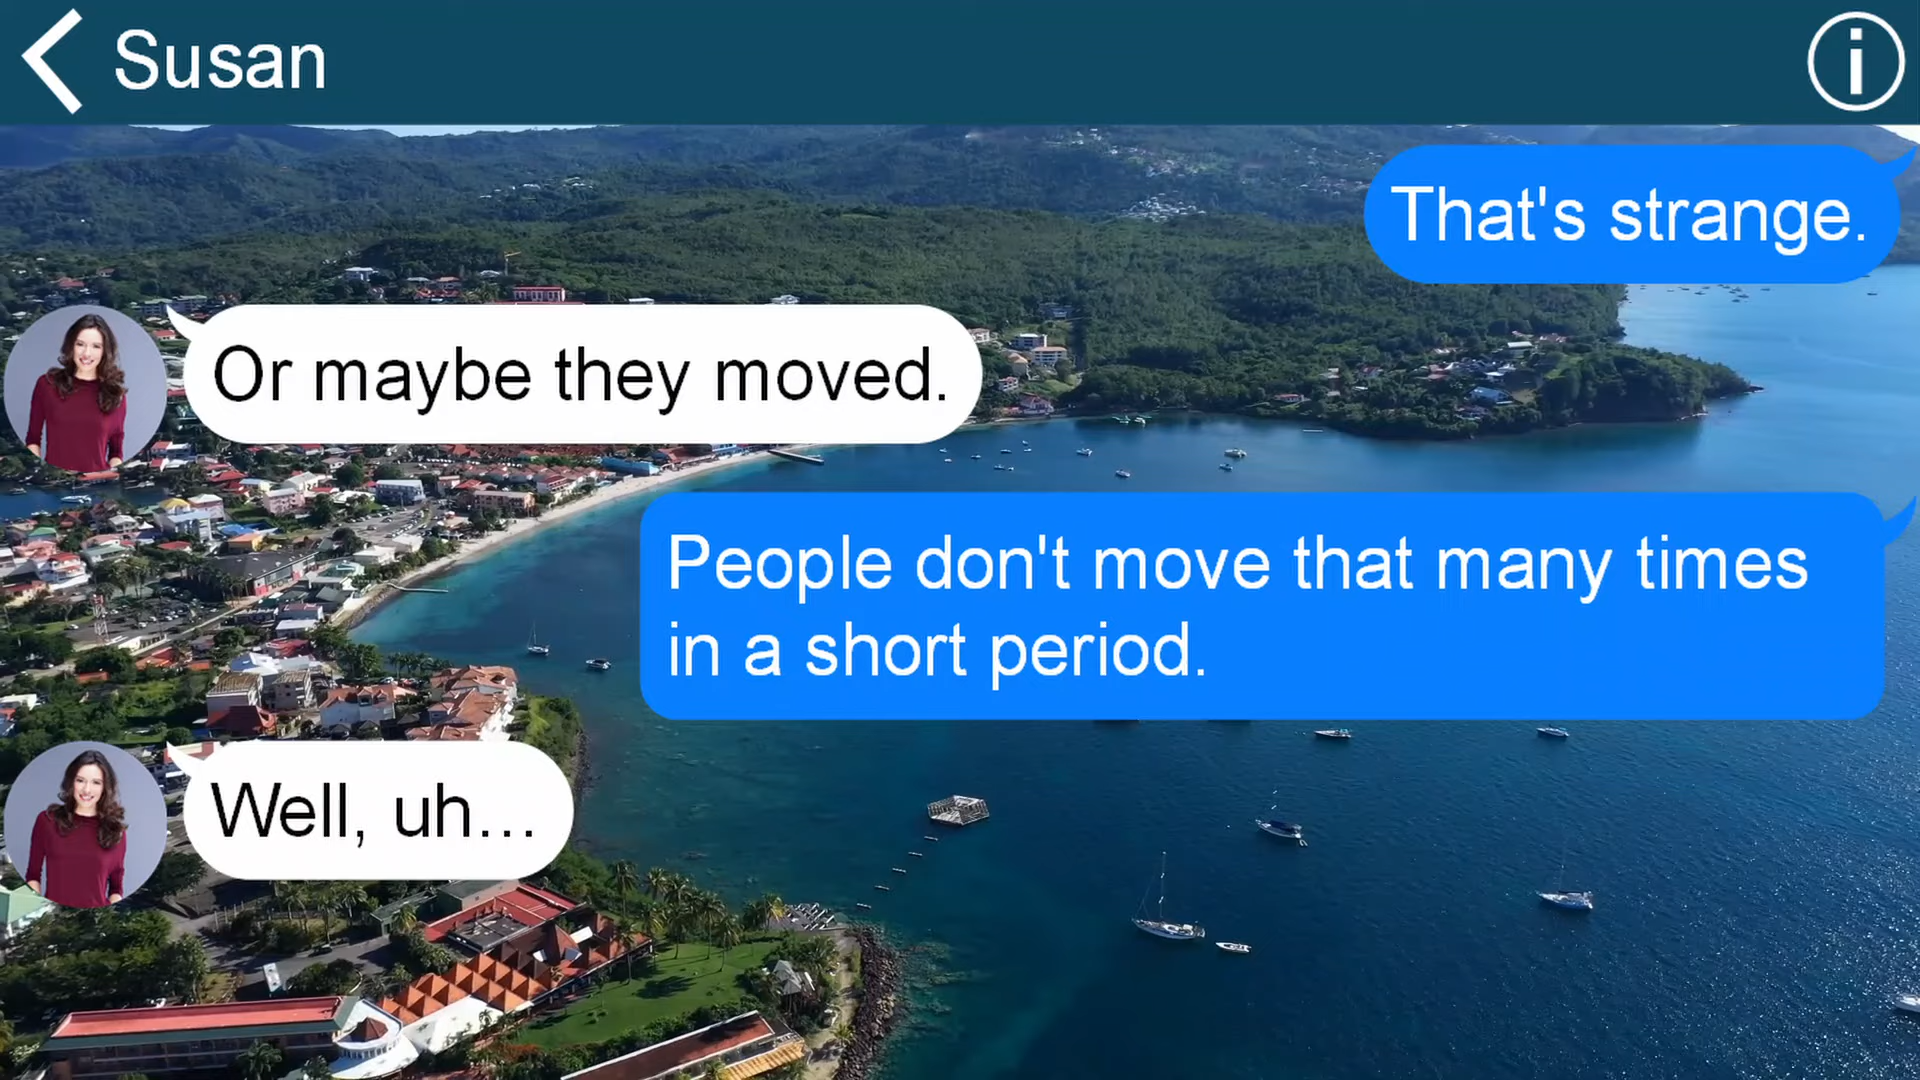 Susan
That's strange.
Or maybe they moved.
People don't move that many times
in a short period.
Well, uh...